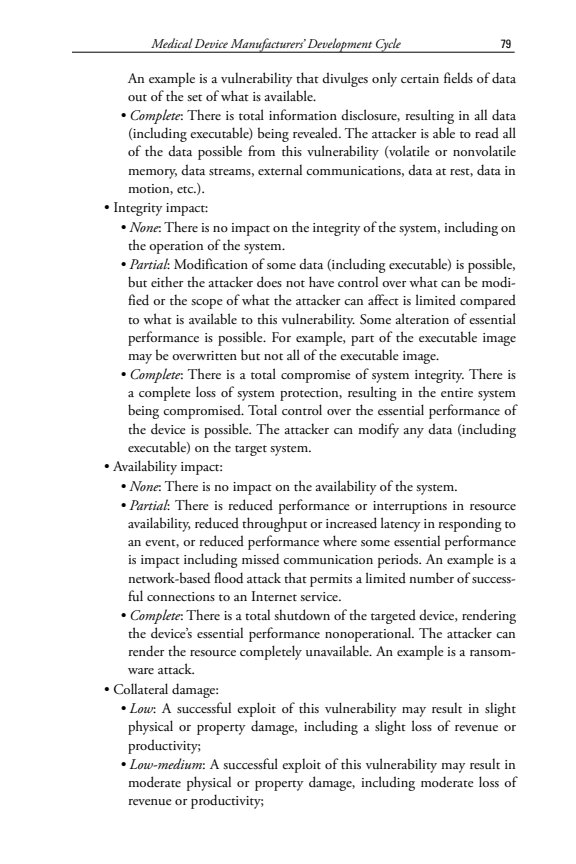 Medical Device Manufacturers' Development Cycle 79
An example is a vulnerability that divulges only certain fields of data
out of the set of what is available.
• Complete: There is total information disclosure, resulting in all data
(including executable) being revealed. The attacker is able to read all
of the data possible from this vulnerability (volatile or nonvolatile
memory, data streams, external communications, data at rest, data in
motion, etc.).
• Integrity impact:
• None: There is no impact on the integrity of the system, including on
the operation of the system.
• Partial: Modification of some data (including executable) is possible,
but either the attacker does not have control over what can be modi-
fied or the scope of what the attacker can affect is limited compared
to what is available to this vulnerability. Some alteration of essential
performance is possible. For example, part of the executable image
may be overwritten but not all of the executable image.
• Complete: There is a total compromise of system integrity. There is
a complete loss of system protection, resulting in the entire system
being compromised. Total control over the essential performance of
the device is possible. The attacker can modify any data (including
executable) on the target system.
• Availability impact:
• None: There is no impact on the availability of the system.
• Partial: There is reduced performance or interruptions in resource
availability, reduced throughput or increased latency in responding to
an event, or reduced performance where some essential performance
is impact including missed communication periods. An example is a
network-based flood attack that permits a limited number of success-
ful connections to an Internet service.
• Complete: There is a total shutdown of the targeted device, rendering
the device's essential performance nonoperational. The attacker can
render the resource completely unavailable. An example is a ransom-
ware attack.
• Collateral damage:
• Low: A successful exploit of this vulnerability may result in slight
physical or property damage, including a slight loss of revenue or
productivity;
• Low-medium: A successful exploit of this vulnerability may result in
moderate physical or property damage, including moderate loss of
revenue or productivity;